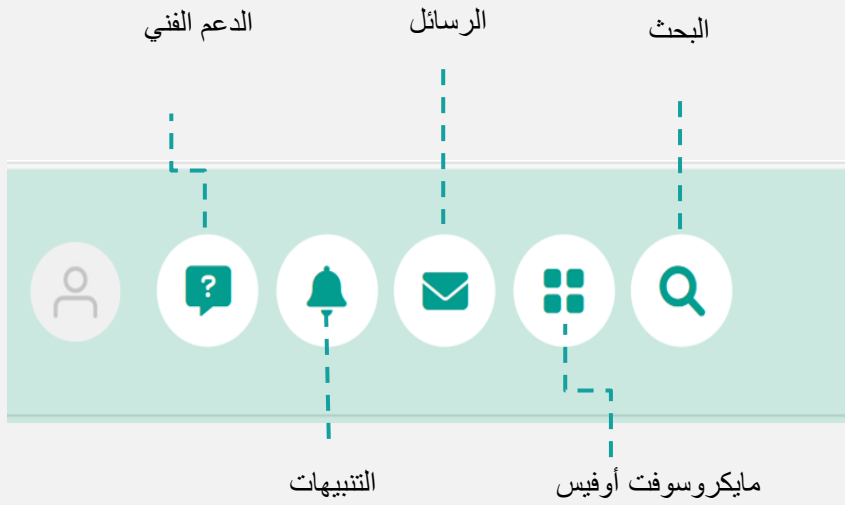 البحث
الرسائل
الدعم الفني
?
مايكروسوفت أوفيس
التنبيهات